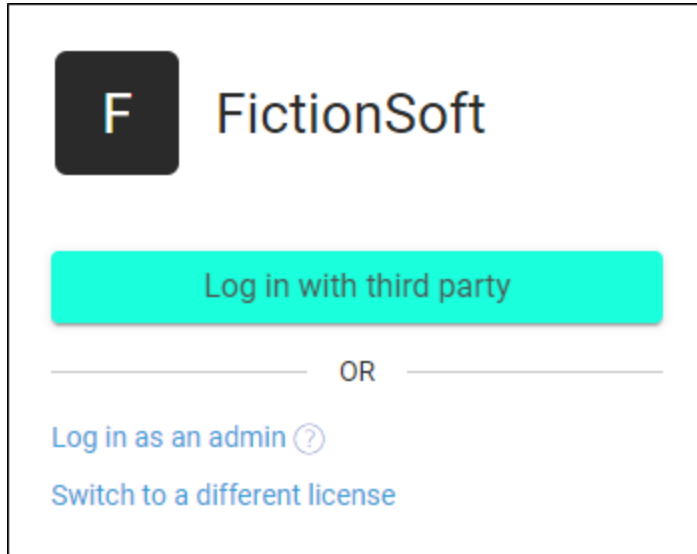 F
FictionSoft
Log in with third party
OR
Log in as an admin ?
Switch to a different license